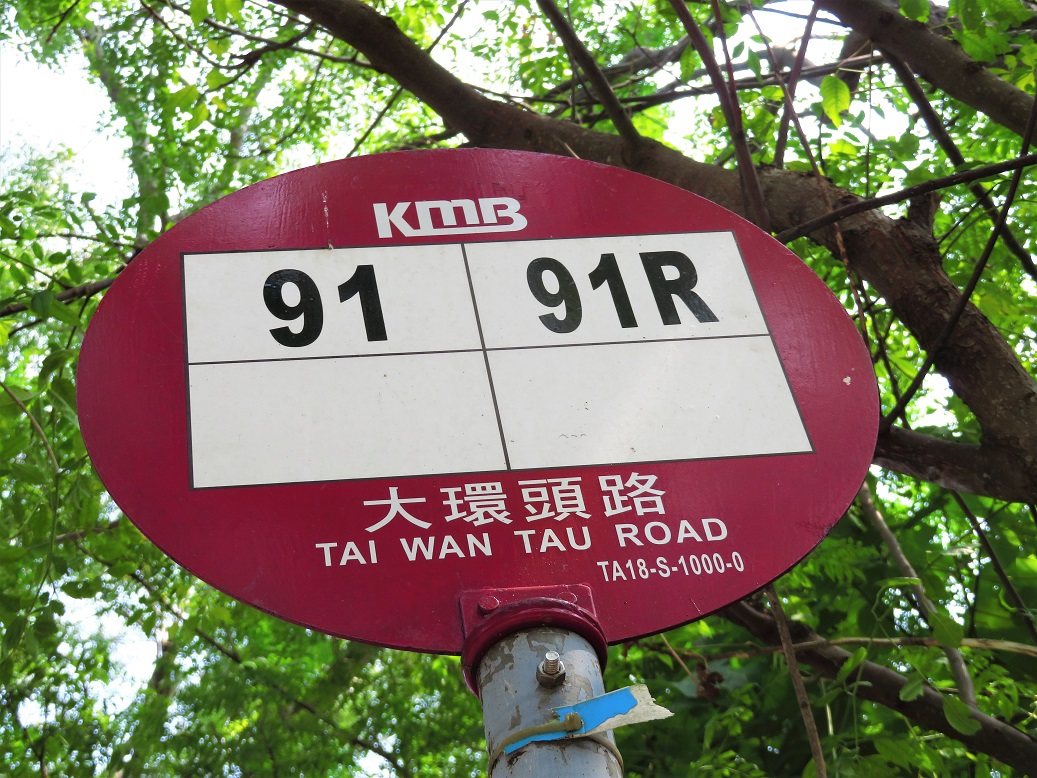 KMB
91 91R
大環頭路
TAI WAN TAU ROAD
TA18-S-1000-0